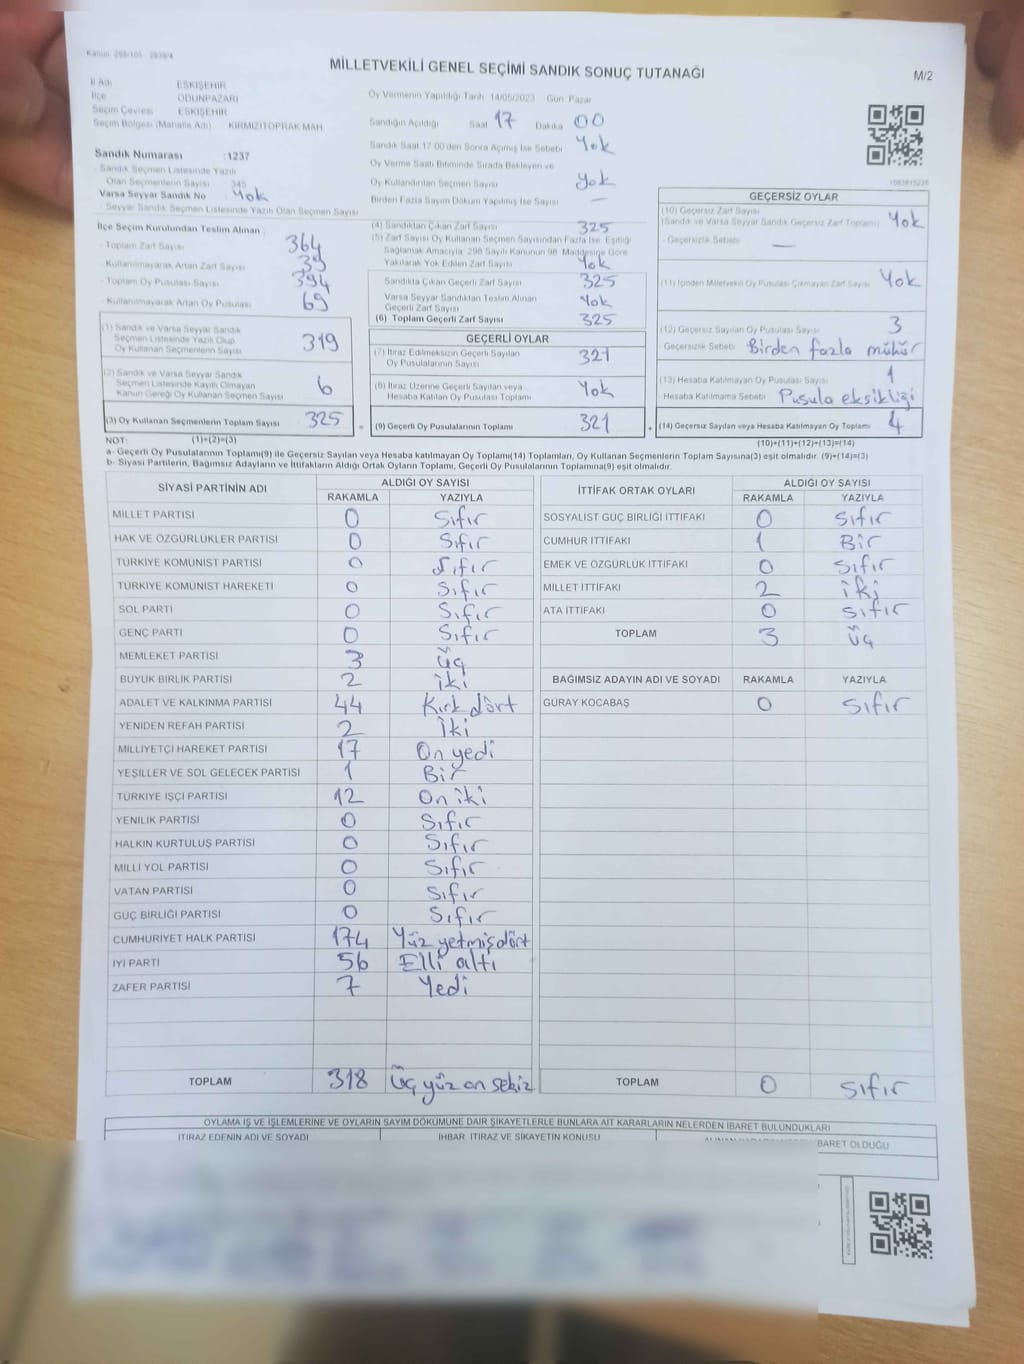 Kanun: 298/105 2839/4
MİLLETVEKİLİ GENEL SEÇİMİ SANDIK SONUÇ TUTANAĞI
M/2
İl Adı ESKİŞEHİR
İlçe ODUNPAZARI
Seçim Çevresi ESKİŞEHİR
Seçim Bölgesi (Mahalle Adı) KIRMIZITOPRAK MAH.
Sandık Numarası :1237
- Sandık Seçmen Listesinde Yazılı
Olan Seçmenlerin Sayısı 345
Varsa Seyyar Sandık No Yok
- Seyyar Sandık Seçmen Listesinde Yazılı Olan Seçmen Sayısı
İlçe Seçim Kurulundan Teslim Alınan :
- Toplam Zarf Sayısı 364
- Kullanılmayarak Artan Zarf Sayısı 39
- Toplam Oy Pusulası Sayısı 394
- Kullanılmayarak Artan Oy Pusulası 69
(1) Sandık ve Varsa Seyyar Sandık
Seçmen Listesinde Yazılı Olup
Oy Kullanan Seçmenlerin Sayısı 319
(2) Sandık ve Varsa Seyyar Sandık
Seçmen Listesinde Kayıtlı Olmayan
Kanun Gereği Oy Kullanan Seçmen Sayısı 6
(3) Oy Kullanan Seçmenlerin Toplam Sayısı 325
Oy Vermenin Yapıldığı Tarih 14/05/2023 Gün Pazar
Sandığın Açıldığı Saat 17 Dakika 00
Sandık Saat 17.00'den Sonra Açılmış İse Sebebi Yok
Oy Verme Saati Bitiminde Sırada Bekleyen ve
Oy Kullandırılan Seçmen Sayısı Yok
Birden Fazla Sayım Döküm Yapılmış İse Sayısı —
(4) Sandıktan Çıkan Zarf Sayısı 325
(5) Zarf Sayısı Oy Kullanan Seçmen Sayısından Fazla İse, Eşitliği
Sağlamak Amacıyla, 298 Sayılı Kanunun 98. Maddesine Göre
Yakılarak Yok Edilen Zarf Sayısı Yok
Sandıkta Çıkan Geçerli Zarf Sayısı 325
Varsa Seyyar Sandıktan Teslim Alınan
Geçerli Zarf Sayısı Yok
(6) Toplam Geçerli Zarf Sayısı 325
GEÇERLİ OYLAR
(7) İtiraz Edilmeksizin Geçerli Sayılan
Oy Pusulalarının Sayısı 321
(8) İtiraz Üzerine Geçerli Sayılan veya
Hesaba Katılan Oy Pusulası Toplamı Yok
= (9) Geçerli Oy Pusulalarının Toplamı 321
GEÇERSİZ OYLAR
(10) Geçersiz Zarf Sayısı
(Sandık ve Varsa Seyyar Sandık Geçersiz Zarf Toplamı) Yok
- Geçersizlik Sebebi —
(11) İçinden Milletvekili Oy Pusulası Çıkmayan Zarf Sayısı Yok
(12) Geçersiz Sayılan Oy Pusulası Sayısı 3
- Geçersizlik Sebebi Birden fazla mühür
(13) Hesaba Katılmayan Oy Pusulası Sayısı 1
- Hesaba Katılmama Sebebi Pusula eksikliği
+ (14) Geçersiz Sayılan veya Hesaba Katılmayan Oy Toplamı 4
NOT: (1)+(2)=(3)
(10)+(11)+(12)+(13)=(14)
a- Geçerli Oy Pusulasının Toplamı(9) ile Geçersiz Sayılan veya Hesaba katılmayan Oy Toplamı(14) Toplamları, Oy Kullanan Seçmenlerin Toplam Sayısına(3) eşit olmalıdır. (9)+(14)=(3)
b- Siyasi Partilerin, Bağımsız Adayların ve İttifakların Aldığı Ortak Oyların Toplamı, Geçerli Oy Pusulalarının Toplamına(9) eşit olmalıdır.
SİYASİ PARTİNİN ADI ALDIĞI OY SAYISI
RAKAMLA YAZIYLA
MİLLET PARTİSİ 0 Sıfır
HAK VE ÖZGÜRLÜKLER PARTİSİ 0 Sıfır
TÜRKİYE KOMÜNİST PARTİSİ 0 Sıfır
TÜRKİYE KOMÜNİST HAREKETİ 0 Sıfır
SOL PARTİ 0 Sıfır
GENÇ PARTİ 0 Sıfır
MEMLEKET PARTİSİ 3 üç
BÜYÜK BİRLİK PARTİSİ 2 iki
ADALET VE KALKINMA PARTİSİ 44 Kırk dört
YENİDEN REFAH PARTİSİ 2 İki
MİLLİYETÇİ HAREKET PARTİSİ 17 On yedi
YEŞİLLER VE SOL GELECEK PARTİSİ 1 Bir
TÜRKİYE İŞÇİ PARTİSİ 12 On iki
YENİLİK PARTİSİ 0 Sıfır
HALKIN KURTULUŞ PARTİSİ 0 Sıfır
MİLLİ YOL PARTİSİ 0 Sıfır
VATAN PARTİSİ 0 Sıfır
GÜÇ BİRLİĞİ PARTİSİ 0 Sıfır
CUMHURİYET HALK PARTİSİ 174 Yüz yetmişdört
İYİ PARTİ 56 Elli altı
ZAFER PARTİSİ 7 Yedi
TOPLAM 318 Üç yüz on sekiz
İTTİFAK ORTAK OYLARI ALDIĞI OY SAYISI
RAKAMLA YAZIYLA
SOSYALİST GÜÇ BİRLİĞİ İTTİFAKI 0 Sıfır
CUMHUR İTTİFAKI 1 Bir
EMEK VE ÖZGÜRLÜK İTTİFAKI 0 Sıfır
MİLLET İTTİFAKI 2 iki
ATA İTTİFAKI 0 Sıfır
TOPLAM 3 üç
BAĞIMSIZ ADAYIN ADI VE SOYADI RAKAMLA YAZIYLA
GÜRAY KOCABAŞ 0 Sıfır
TOPLAM 0 Sıfır
OYLAMA İŞ VE İŞLEMLERİNE VE OYLARIN SAYIM DÖKÜMÜNE DAİR ŞİKAYETLERLE BUNLARA AİT KARARLARIN NELERDEN İBARET BULUNDUKLARI
İTİRAZ EDENİN ADI VE SOYADI İHBAR, İTİRAZ VE ŞİKAYETİN KONUSU İBARET OLDUĞU